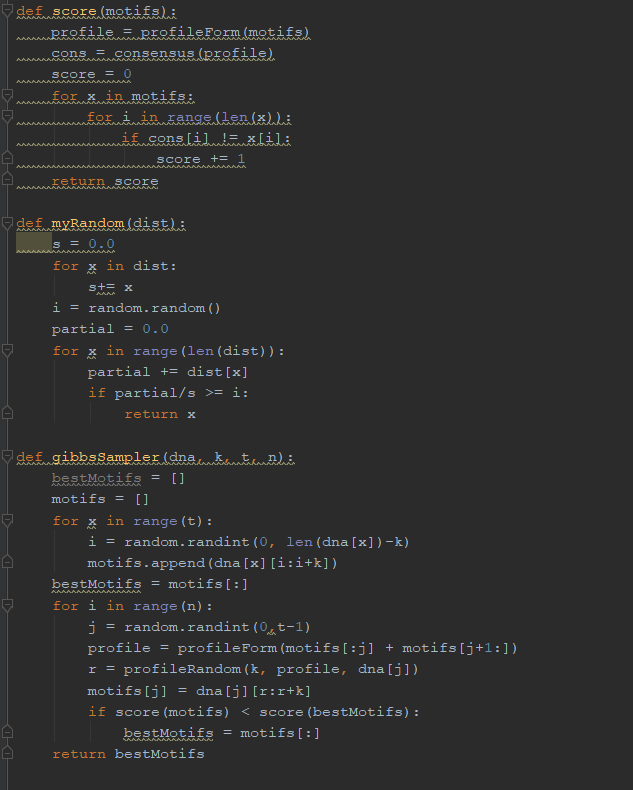 def score(motifs):
    profile = profileForm(motifs)
    cons = consensus(profile)
    score = 0
    for x in motifs:
        for i in range(len(x)):
            if cons[i] != x[i]:
                score += 1
    return score
def myRandom(dist):
    s = 0.0
    for x in dist:
        s+= x
    i = random.random()
    partial = 0.0
    for x in range(len(dist)):
        partial += dist[x]
        if partial/s >= i:
            return x
def gibbsSampler(dna, k, t, n):
    bestMotifs = []
    motifs = []
    for x in range(t):
        i = random.randint(0, len(dna[x])-k)
        motifs.append(dna[x][i:i+k])
    bestMotifs = motifs[:]
    for i in range(n):
        j = random.randint(0,t-1)
        profile = profileForm(motifs[:j] + motifs[j+1:])
        r = profileRandom(k, profile, dna[j])
        motifs[j] = dna[j][r:r+k]
        if score(motifs) < score(bestMotifs):
            bestMotifs = motifs[:]
    return bestMotifs